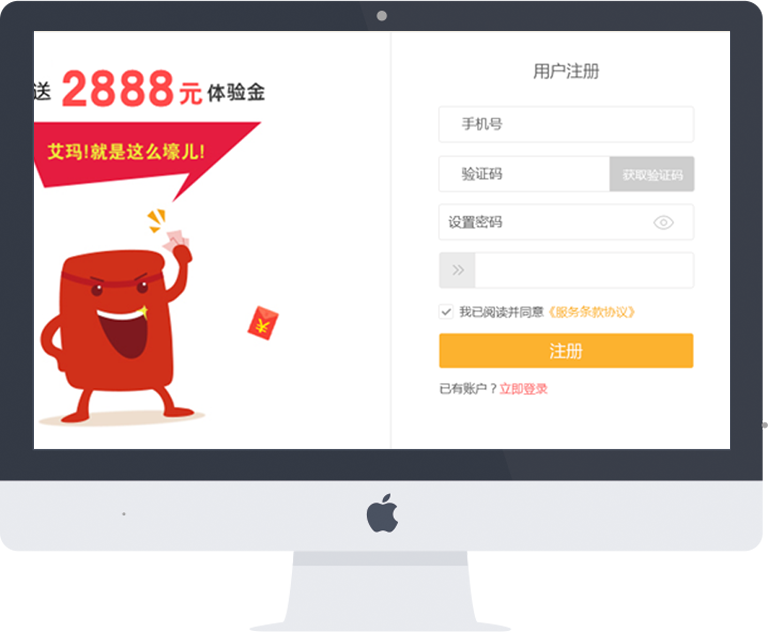 送2888元体验金
艾玛!就是这么壕儿!
用户注册
手机号
验证码 获取验证码
设置密码
我已阅读并同意《服务条款协议》
注册
已有账户？立即登录